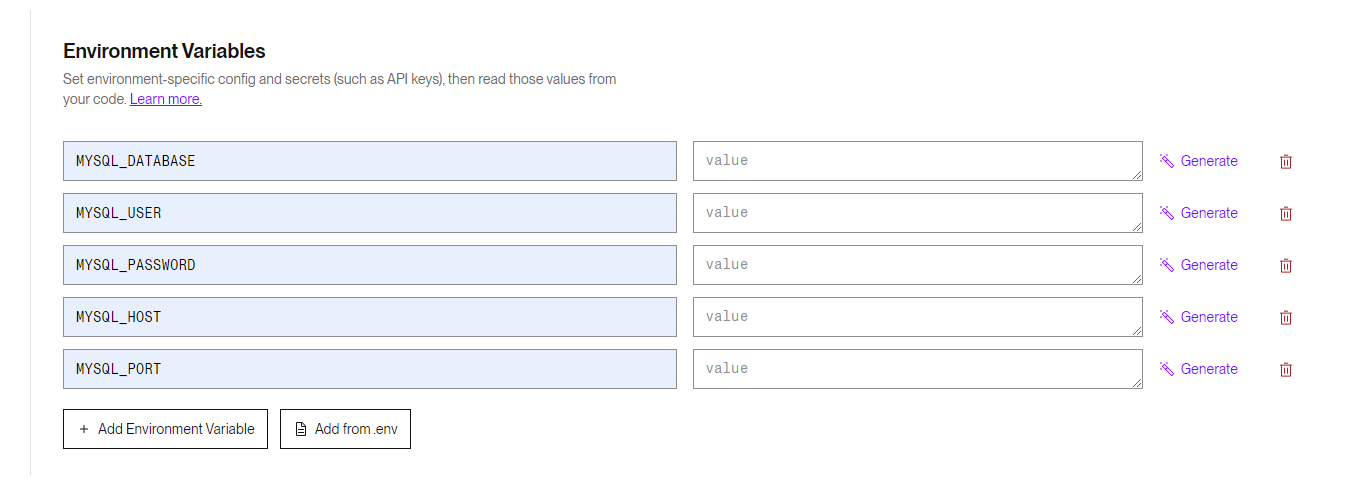 Environment Variables
Set environment-specific config and secrets (such as API keys), then read those values from
your code. Learn more.
MYSQL_DATABASE value Generate
MYSQL_USER value Generate
MYSQL_PASSWORD value Generate
MYSQL_HOST value Generate
MYSQL_PORT value Generate
+ Add Environment Variable Add from .env